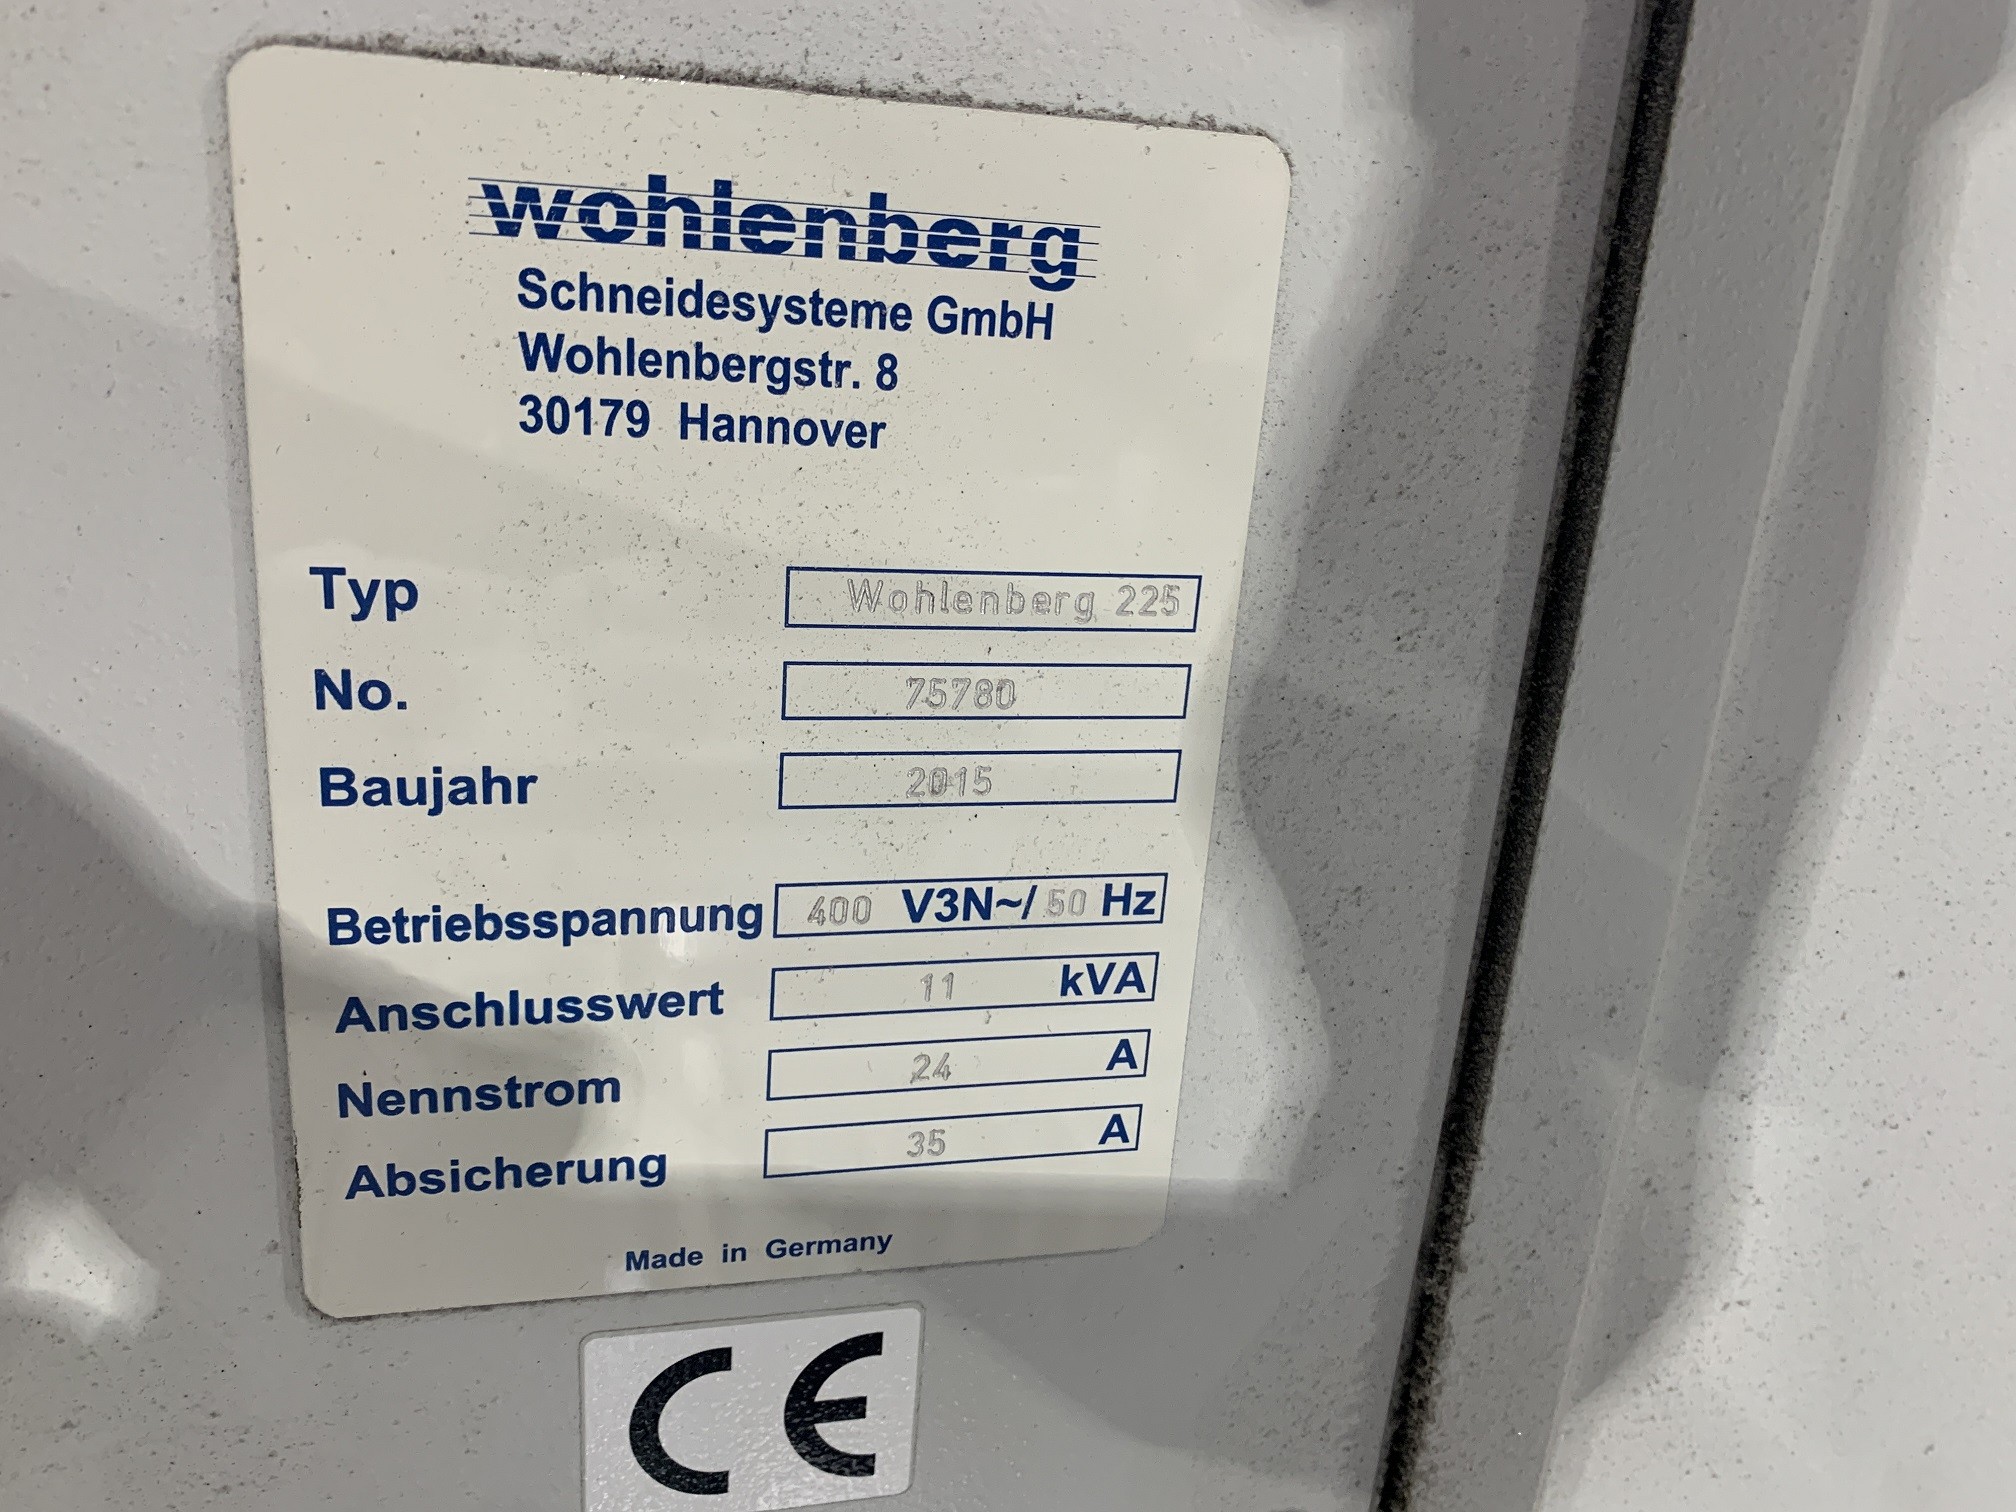 wohlenberg
Schneidesysteme GmbH
Wohlenbergstr. 8
30179 Hannover
Typ Wohlenberg 225
No. 75780
Baujahr 2015
Betriebsspannung 400 V3N~/ 50 Hz
Anschlusswert 11 kVA
Nennstrom 24 A
Absicherung 35 A
Made in Germany
CE